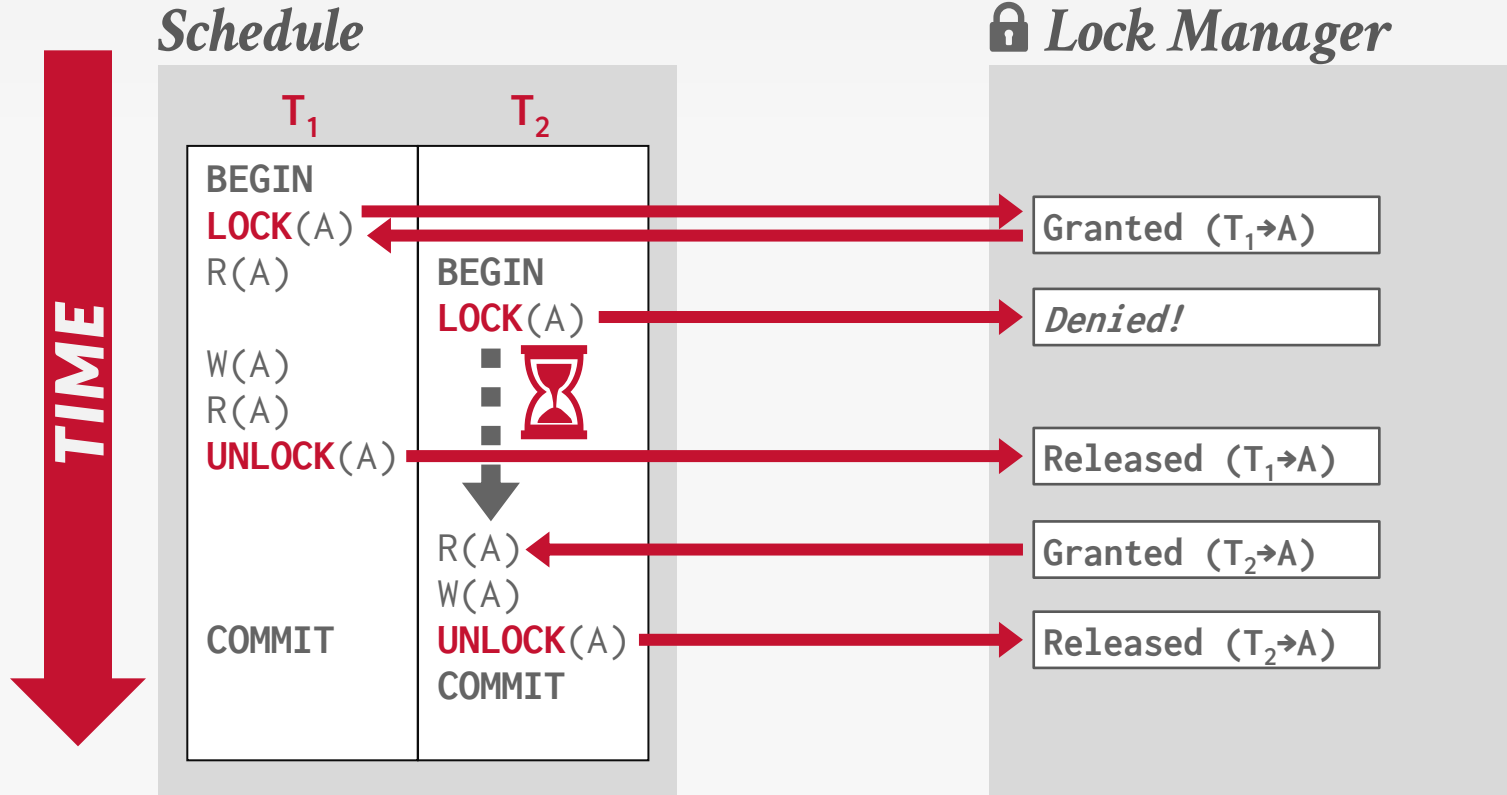 Schedule
Lock Manager
TIME
T1 T2
BEGIN
LOCK(A)
Granted (T1→A)
R(A) BEGIN
LOCK(A)
Denied!
W(A)
R(A)
UNLOCK(A)
Released (T1→A)
R(A)
Granted (T2→A)
W(A)
COMMIT UNLOCK(A)
Released (T2→A)
COMMIT